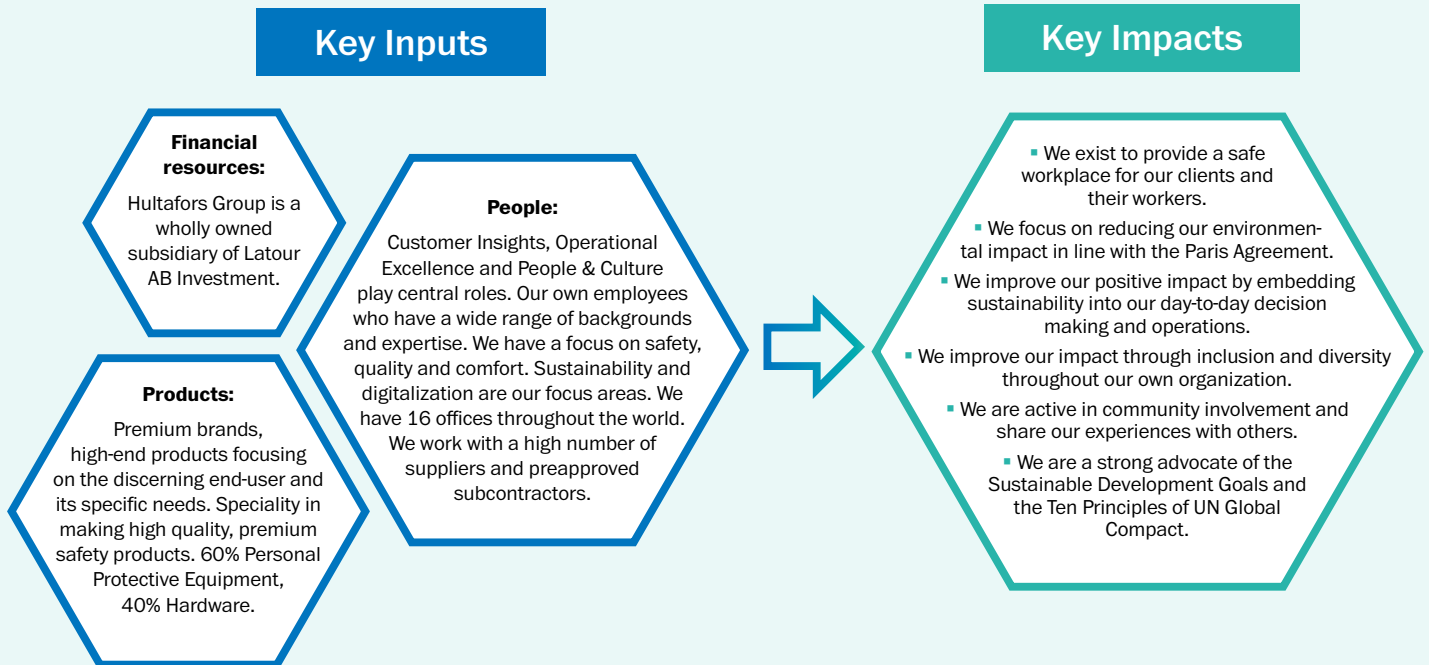 Key Inputs
Financial
resources:
Hultafors Group is a
wholly owned
subsidiary of Latour
AB Investment.
People:
Customer Insights, Operational
Excellence and People & Culture
play central roles. Our own employees
who have a wide range of backgrounds
and expertise. We have a focus on safety,
quality and comfort. Sustainability and
digitalization are our focus areas. We
have 16 offices throughout the world.
We work with a high number of
suppliers and preapproved
subcontractors.
Products:
Premium brands,
high-end products focusing
on the discerning end-user and
its specific needs. Speciality in
making high quality, premium
safety products. 60% Personal
Protective Equipment,
40% Hardware.
Key Impacts
▪ We exist to provide a safe
workplace for our clients and
their workers.
▪ We focus on reducing our environmen-
tal impact in line with the Paris Agreement.
▪ We improve our positive impact by embedding
sustainability into our day-to-day decision
making and operations.
▪ We improve our impact through inclusion and diversity
throughout our own organization.
▪ We are active in community involvement and
share our experiences with others.
▪ We are a strong advocate of the
Sustainable Development Goals and
the Ten Principles of UN Global
Compact.